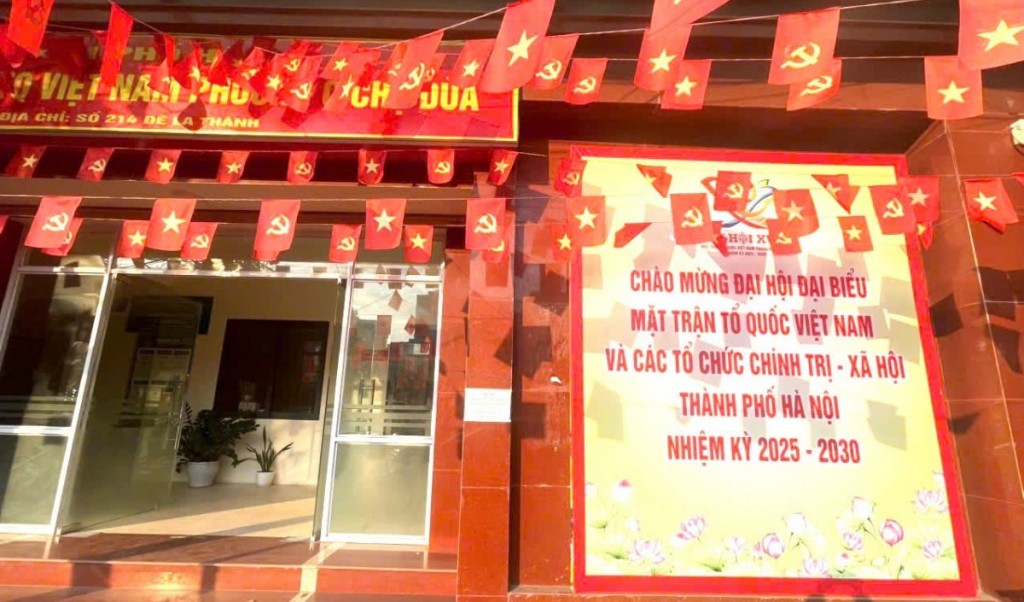 VIỆT NAM PHƯỜNG Ô CHỢ DỪA
ĐỊA CHỈ: SỐ 214 ĐÊ LA THÀNH
HỘI
CHÀO MỪNG ĐẠI HỘI ĐẠI BIỂU
MẶT TRẬN TỔ QUỐC VIỆT NAM
VÀ CÁC TỔ CHỨC CHÍNH TRỊ - XÃ HỘI
THÀNH PHỐ HÀ NỘI
NHIỆM KỲ 2025 - 2030